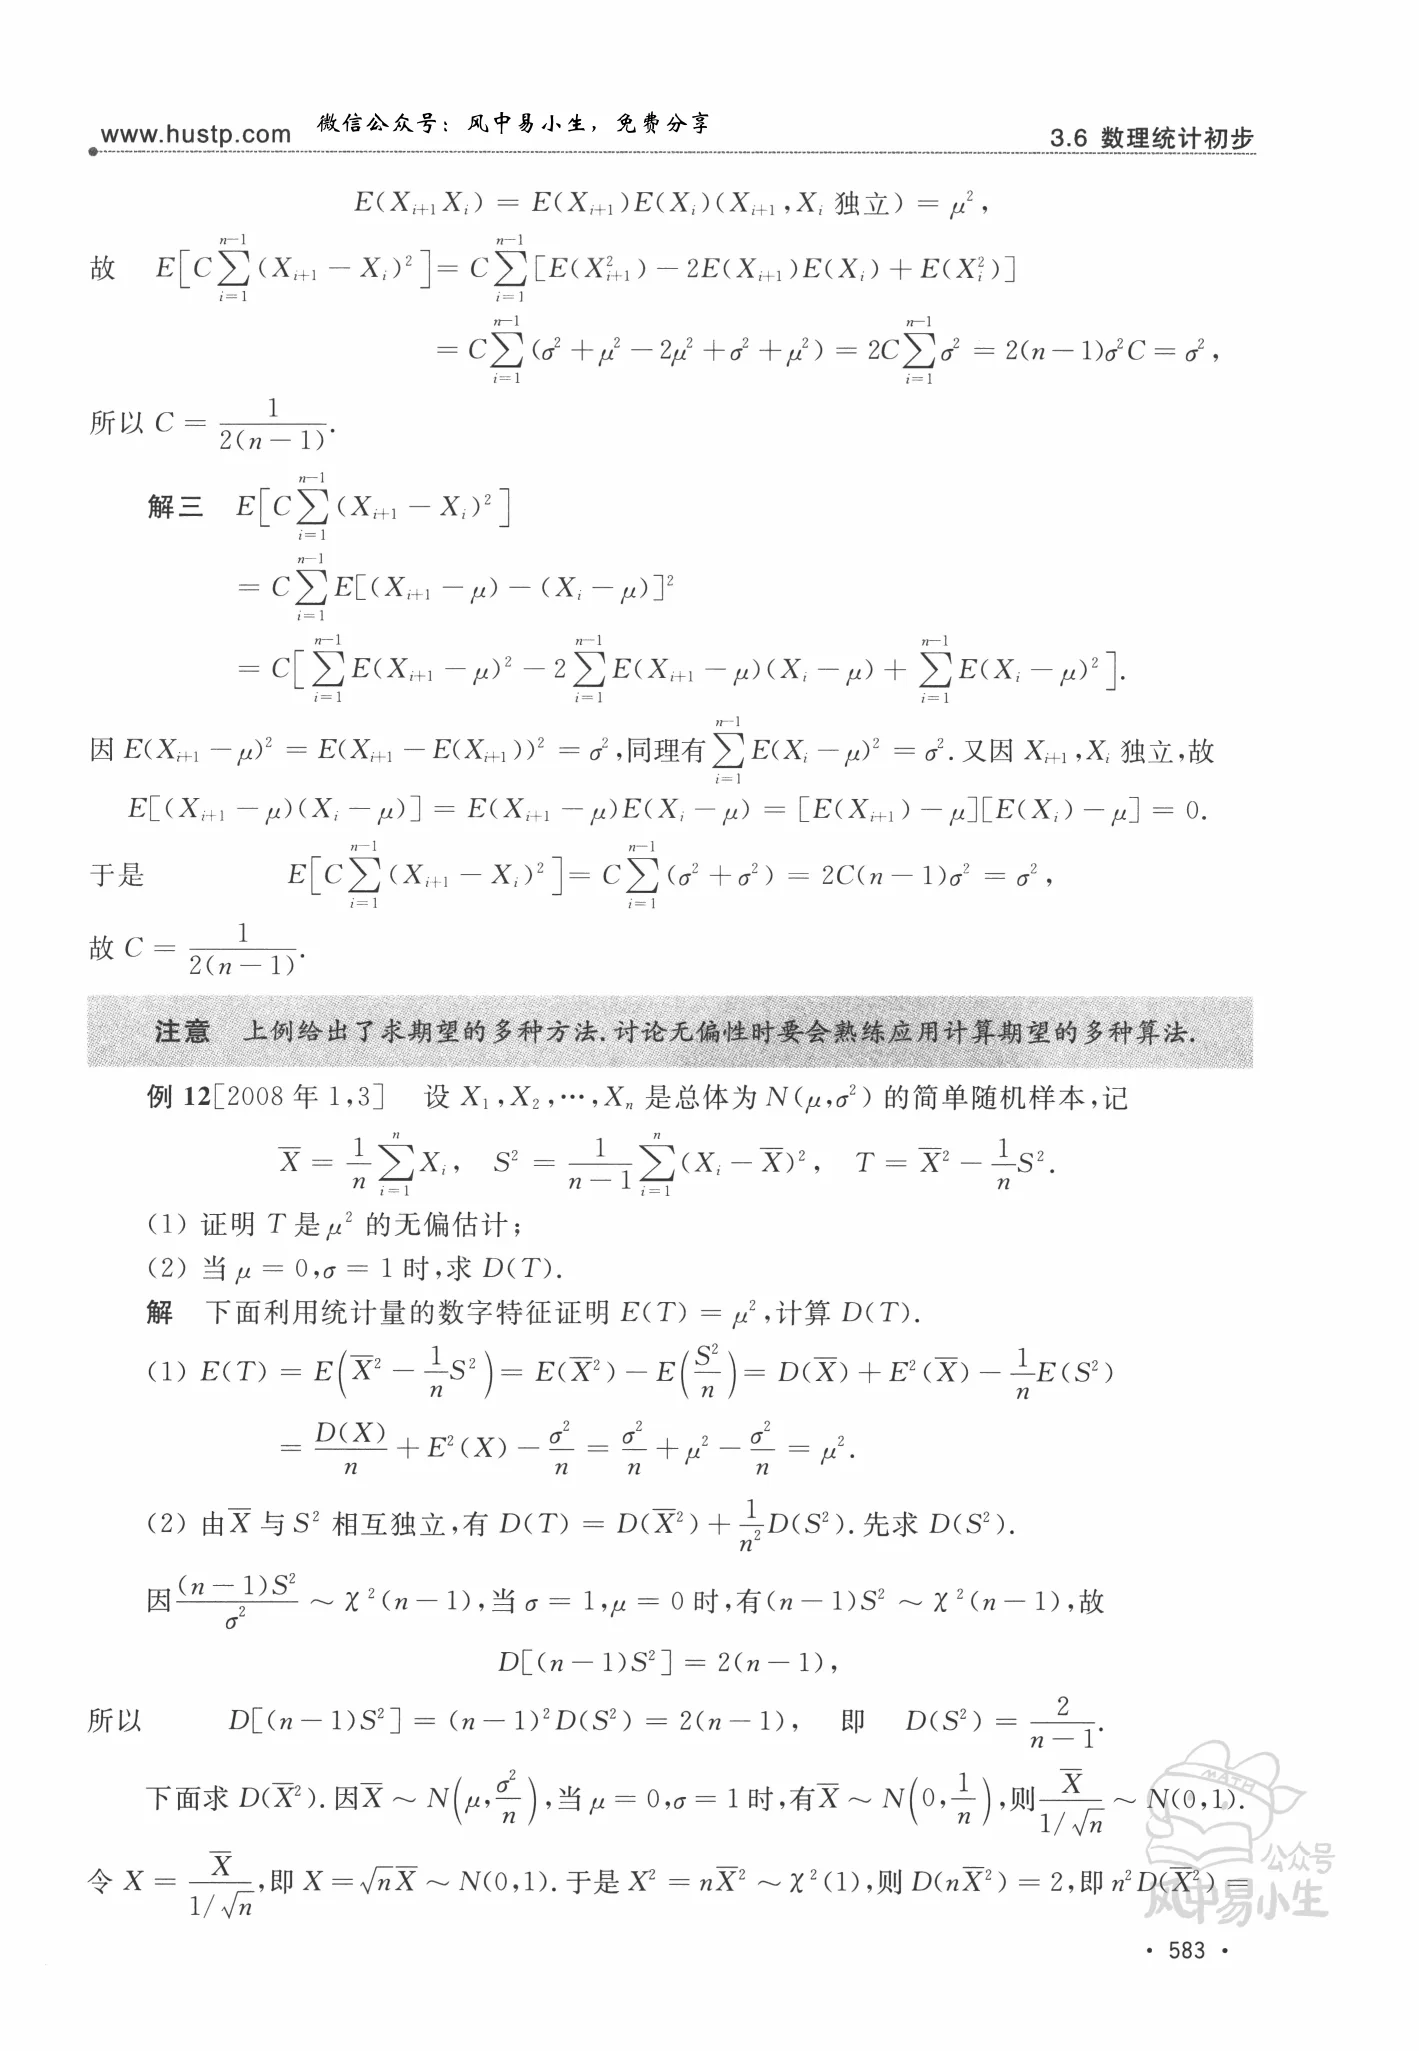 www.hustp.com 微信公众号：风中易小生，免费分享 3.6 数理统计初步
$E(X_{i+1}X_i) = E(X_{i+1})E(X_i)(X_{i+1},X_i 独立) = \mu^2,$
故 $E\left[C\sum_{i=1}^{n-1}(X_{i+1}-X_i)^2\right] = C\sum_{i=1}^{n-1}[E(X_{i+1}^2)-2E(X_{i+1})E(X_i)+E(X_i^2)]$
$= C\sum_{i=1}^{n-1}(\sigma^2+\mu^2-2\mu^2+\sigma^2+\mu^2) = 2C\sum_{i=1}^{n-1}\sigma^2 = 2(n-1)\sigma^2C = \sigma^2,$
所以 $C = \frac{1}{2(n-1)}.$
解三 $E\left[C\sum_{i=1}^{n-1}(X_{i+1}-X_i)^2\right]$
$= C\sum_{i=1}^{n-1}E[(X_{i+1}-\mu)-(X_i-\mu)]^2$
$= C\left[\sum_{i=1}^{n-1}E(X_{i+1}-\mu)^2-2\sum_{i=1}^{n-1}E(X_{i+1}-\mu)(X_i-\mu)+\sum_{i=1}^{n-1}E(X_i-\mu)^2\right].$
因 $E(X_{i+1}-\mu)^2 = E(X_{i+1}-E(X_{i+1}))^2 = \sigma^2$,同理有 $\sum_{i=1}^{n-1}E(X_i-\mu)^2 = \sigma^2$.又因 $X_{i+1},X_i$ 独立,故
$E[(X_{i+1}-\mu)(X_i-\mu)] = E(X_{i+1}-\mu)E(X_i-\mu) = [E(X_{i+1})-\mu][E(X_i)-\mu] = 0.$
于是 $E\left[C\sum_{i=1}^{n-1}(X_{i+1}-X_i)^2\right] = C\sum_{i=1}^{n-1}(\sigma^2+\sigma^2) = 2C(n-1)\sigma^2 = \sigma^2,$
故 $C = \frac{1}{2(n-1)}.$
注意 上例给出了求期望的多种方法.讨论无偏性时要会熟练应用计算期望的多种算法.
例 12[2008 年 1,3] 设 $X_1,X_2,\cdots,X_n$ 是总体为 $N(\mu,\sigma^2)$ 的简单随机样本,记
$\overline{X} = \frac{1}{n}\sum_{i=1}^{n}X_i, S^2 = \frac{1}{n-1}\sum_{i=1}^{n}(X_i-\overline{X})^2, T = \overline{X}^2-\frac{1}{n}S^2.$
(1) 证明 $T$ 是 $\mu^2$ 的无偏估计;
(2) 当 $\mu = 0,\sigma = 1$ 时,求 $D(T)$.
解 下面利用统计量的数字特征证明 $E(T) = \mu^2$,计算 $D(T)$.
(1) $E(T) = E\left(\overline{X}^2-\frac{1}{n}S^2\right) = E(\overline{X}^2)-E\left(\frac{S^2}{n}\right) = D(\overline{X})+E^2(\overline{X})-\frac{1}{n}E(S^2)$
$= \frac{D(X)}{n}+E^2(X)-\frac{\sigma^2}{n} = \frac{\sigma^2}{n}+\mu^2-\frac{\sigma^2}{n} = \mu^2.$
(2) 由 $\overline{X}$ 与 $S^2$ 相互独立,有 $D(T) = D(\overline{X}^2)+\frac{1}{n^2}D(S^2)$.先求 $D(S^2)$.
因 $\frac{(n-1)S^2}{\sigma^2} \sim \chi^2(n-1)$,当 $\sigma = 1,\mu = 0$ 时,有 $(n-1)S^2 \sim \chi^2(n-1)$,故
$D[(n-1)S^2] = 2(n-1),$
所以 $D[(n-1)S^2] = (n-1)^2D(S^2) = 2(n-1),$ 即 $D(S^2) = \frac{2}{n-1}.$
下面求 $D(\overline{X}^2)$.因 $\overline{X} \sim N\left(\mu,\frac{\sigma^2}{n}\right)$,当 $\mu = 0,\sigma = 1$ 时,有 $\overline{X} \sim N\left(0,\frac{1}{n}\right)$,则 $\frac{\overline{X}}{1/\sqrt{n}} \sim N(0,1)$.
令 $X = \frac{\overline{X}}{1/\sqrt{n}}$,即 $X = \sqrt{n}\overline{X} \sim N(0,1)$.于是 $X^2 = n\overline{X}^2 \sim \chi^2(1)$,则 $D(n\overline{X}^2) = 2$,即 $n^2D(\overline{X}^2) =$
MATH
公众号
风中易小生
· 583 ·